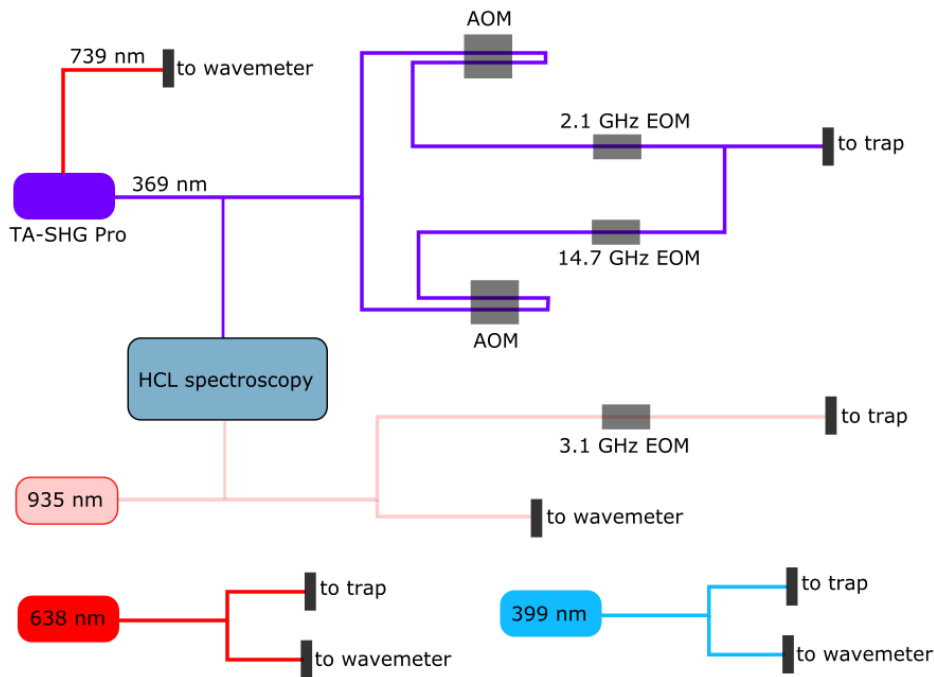 AOM
739 nm
to wavemeter
2.1 GHz EOM
to trap
369 nm
TA-SHG Pro
14.7 GHz EOM
AOM
HCL spectroscopy
to trap
3.1 GHz EOM
935 nm
to wavemeter
to trap
638 nm
to wavemeter
to trap
399 nm
to wavemeter